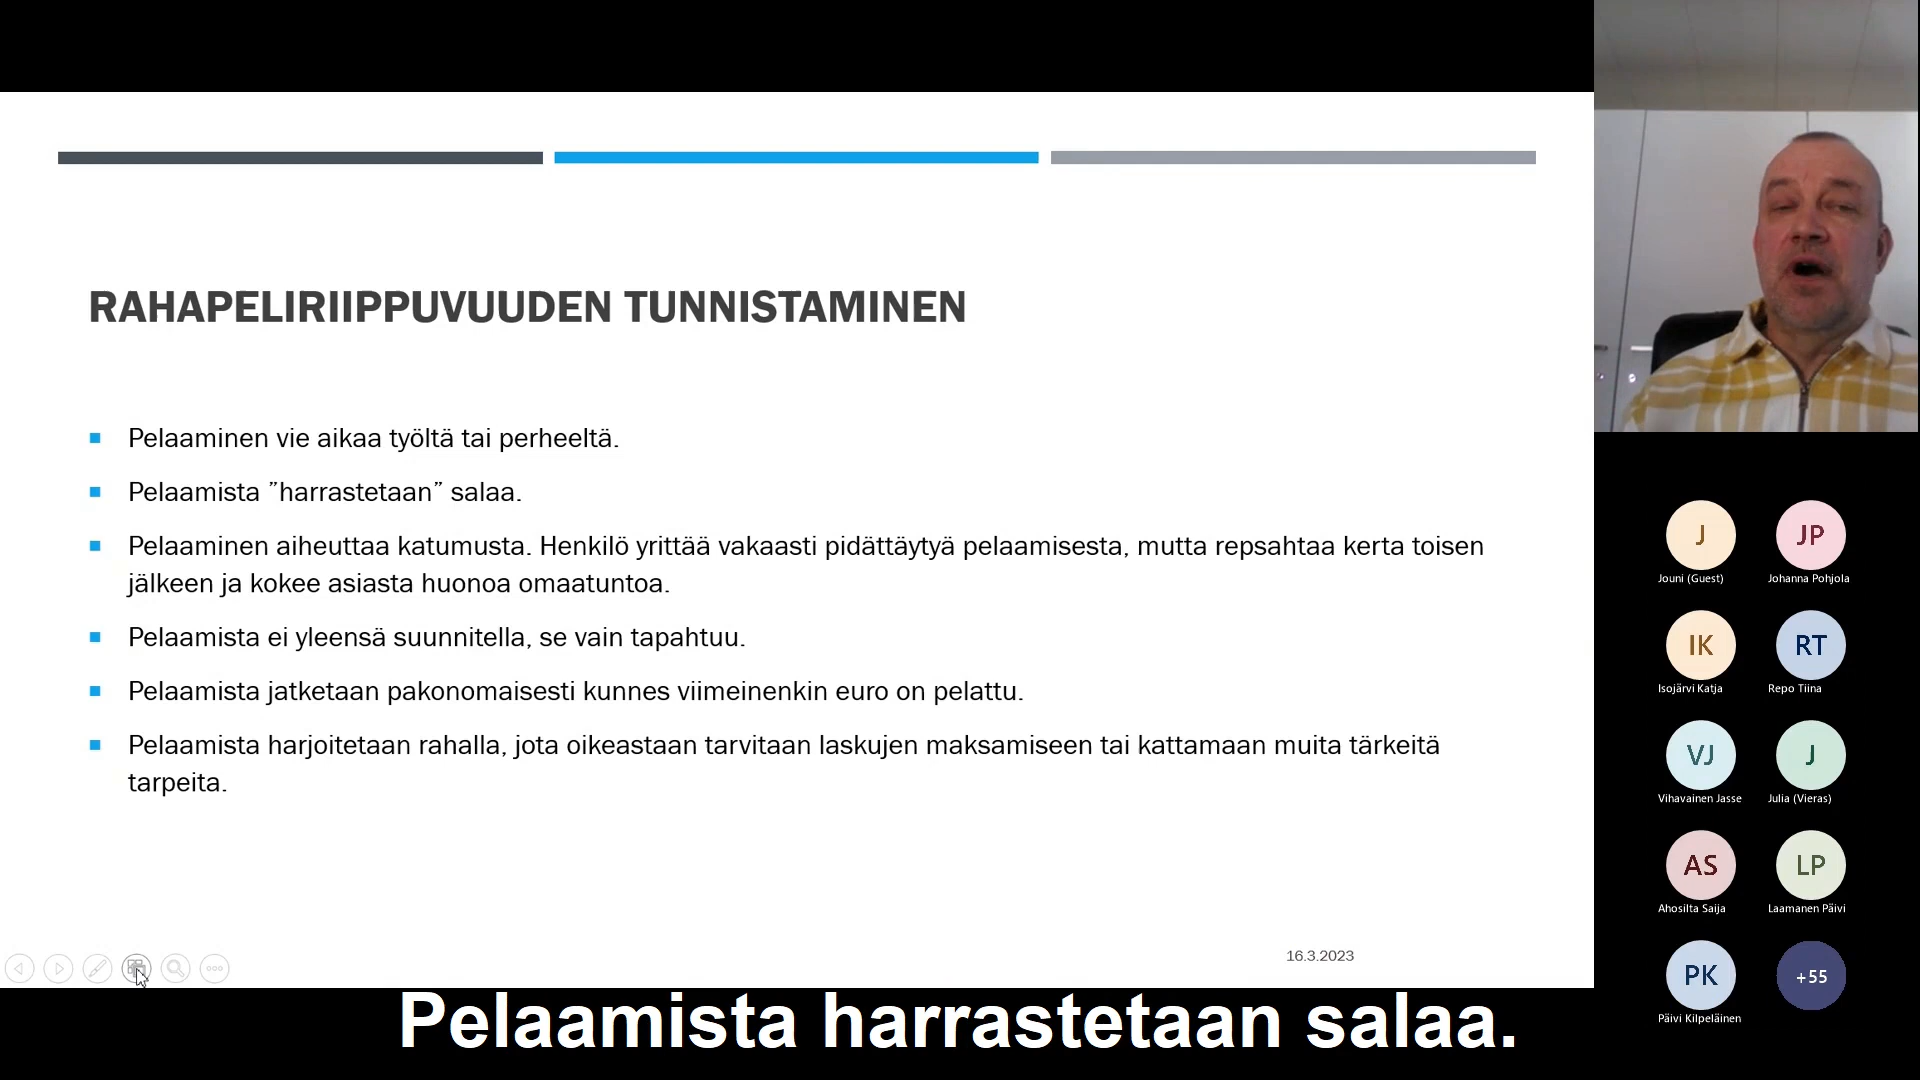 RAHAPELIRIIPPUVUUDEN TUNNISTAMINEN
Pelaaminen vie aikaa työltä tai perheeltä.
Pelaamista ”harrastetaan” salaa.
Pelaaminen aiheuttaa katumusta. Henkilö yrittää vakaasti pidättäytyä pelaamisesta, mutta repsahtaa kerta toisen
jälkeen ja kokee asiasta huonoa omaatuntoa.
Pelaamista ei yleensä suunnitella, se vain tapahtuu.
Pelaamista jatketaan pakonomaisesti kunnes viimeinenkin euro on pelattu.
Pelaamista harjoitetaan rahalla, jota oikeastaan tarvitaan laskujen maksamiseen tai kattamaan muita tärkeitä
tarpeita.
16.3.2023
Pelaamista harrastetaan salaa.
J
Jouni (Guest)
JP
Johanna Pohjola
IK
Isojärvi Katja
RT
Repo Tiina
VJ
Vihavainen Jasse
J
Julia (Vieras)
AS
Ahosilta Saija
LP
Laamanen Päivi
PK
Päivi Kilpeläinen
+55